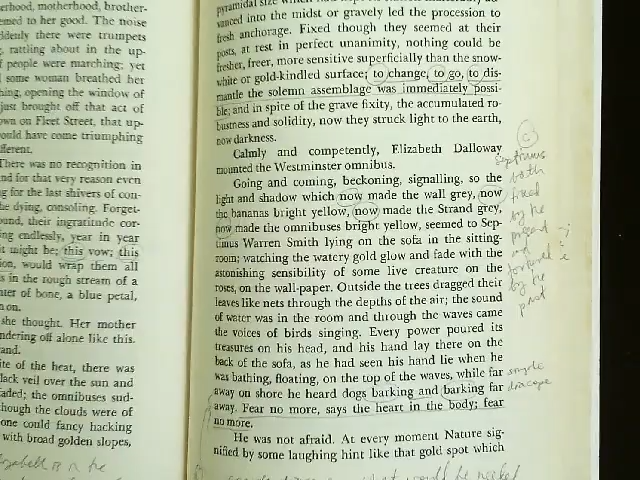 erhood, motherhood, brother-
emed to her good. The noise
ddenly there were trumpets
, rattling about in the up-
f people were marching; yet
some woman breathed her
hing, opening the window of
just brought off that act of
own on Fleet Street, that up-
ould have come triumphing
fferent.
There was no recognition in
and for that very reason even
g for the last shivers of con-
he dying, consoling. Forget-
ound, their ingratitude cor-
ing endlessly, year in year
it might be; this vow; this
ion, would wrap them all
s in the rough stream of a
nter of bone, a blue petal,
n on.
she thought. Her mother
ndering off alone like this.
and.
ite of the heat, there was
lack veil over the sun and
faded; the omnibuses sud-
hough the clouds were of
one could fancy hacking
with broad golden slopes,
pyramidal size which had
vanced into the midst or gravely led the procession to
fresh anchorage. Fixed though they seemed at their
posts, at rest in perfect unanimity, nothing could be
fresher, freer, more sensitive superficially than the snow-
white or gold-kindled surface; to change, to go, to dis-
mantle the solemn assemblage was immediately possi-
ble; and in spite of the grave fixity, the accumulated ro-
bustness and solidity, now they struck light to the earth,
now darkness.
Calmly and competently, Elizabeth Dalloway
mounted the Westminster omnibus.
Going and coming, beckoning, signalling, so the
light and shadow which now made the wall grey, now
the bananas bright yellow, now made the Strand grey,
now made the omnibuses bright yellow, seemed to Sep-
timus Warren Smith lying on the sofa in the sitting-
room; watching the watery gold glow and fade with the
astonishing sensibility of some live creature on the
roses, on the wall-paper. Outside the trees dragged their
leaves like nets through the depths of the air; the sound
of water was in the room and through the waves came
the voices of birds singing. Every power poured its
treasures on his head, and his hand lay there on the
back of the sofa, as he had seen his hand lie when he
was bathing, floating, on the top of the waves, while far
away on shore he heard dogs barking and barking far
away. Fear no more, says the heart in the body; fear
no more.
He was not afraid. At every moment Nature sig-
nified by some laughing hint like that gold spot which
Septimus
both
freed
by he
present
by he
past